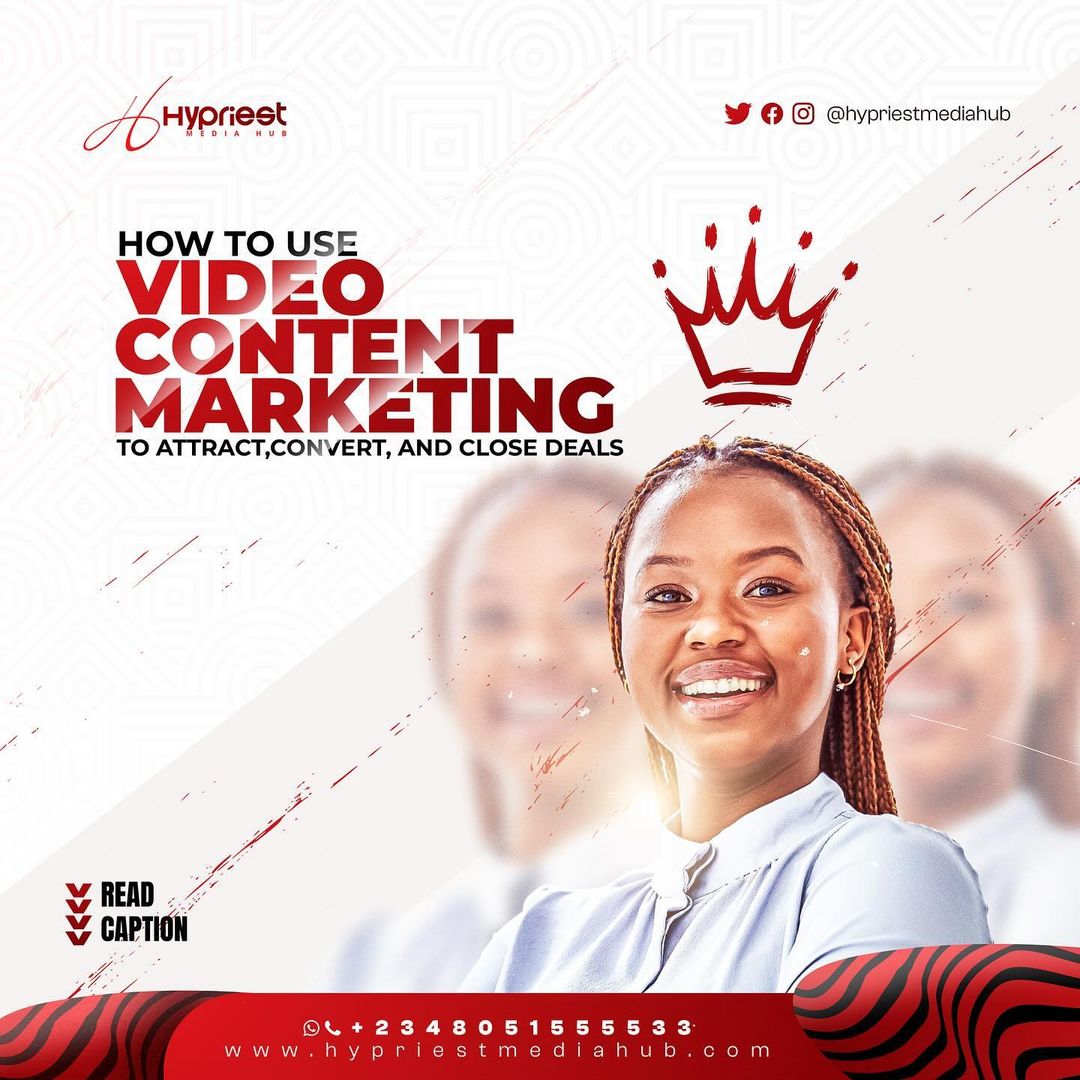 Hypriest
MEDIA HUB
@hypriestmediahub
HOW TO USE
VIDEO
CONTENT
MARKETING
TO ATTRACT,CONVERT, AND CLOSE DEALS
READ
CAPTION
+2348051555533
www.hypriestmediahub.com